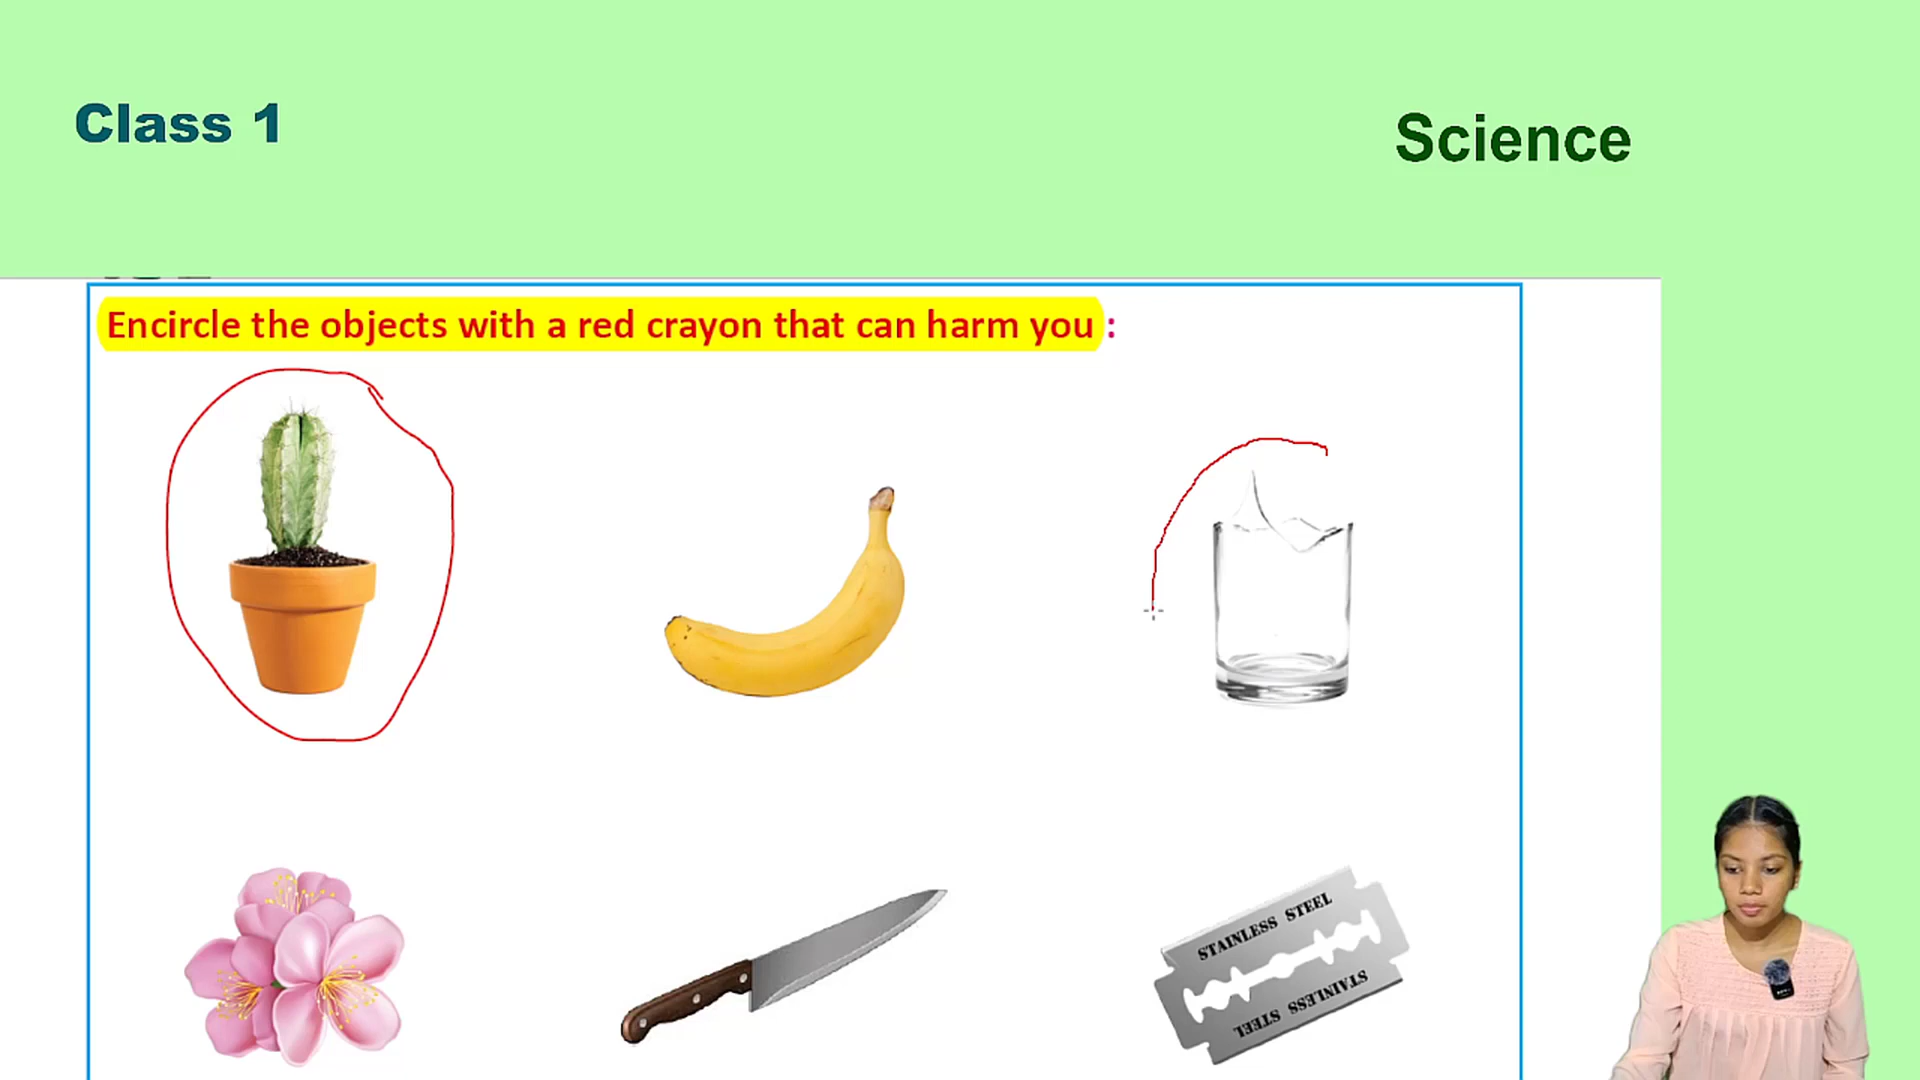 Class 1
Science
Encircle the objects with a red crayon that can harm you :
STAINLESS STEEL
STAINLESS STEEL